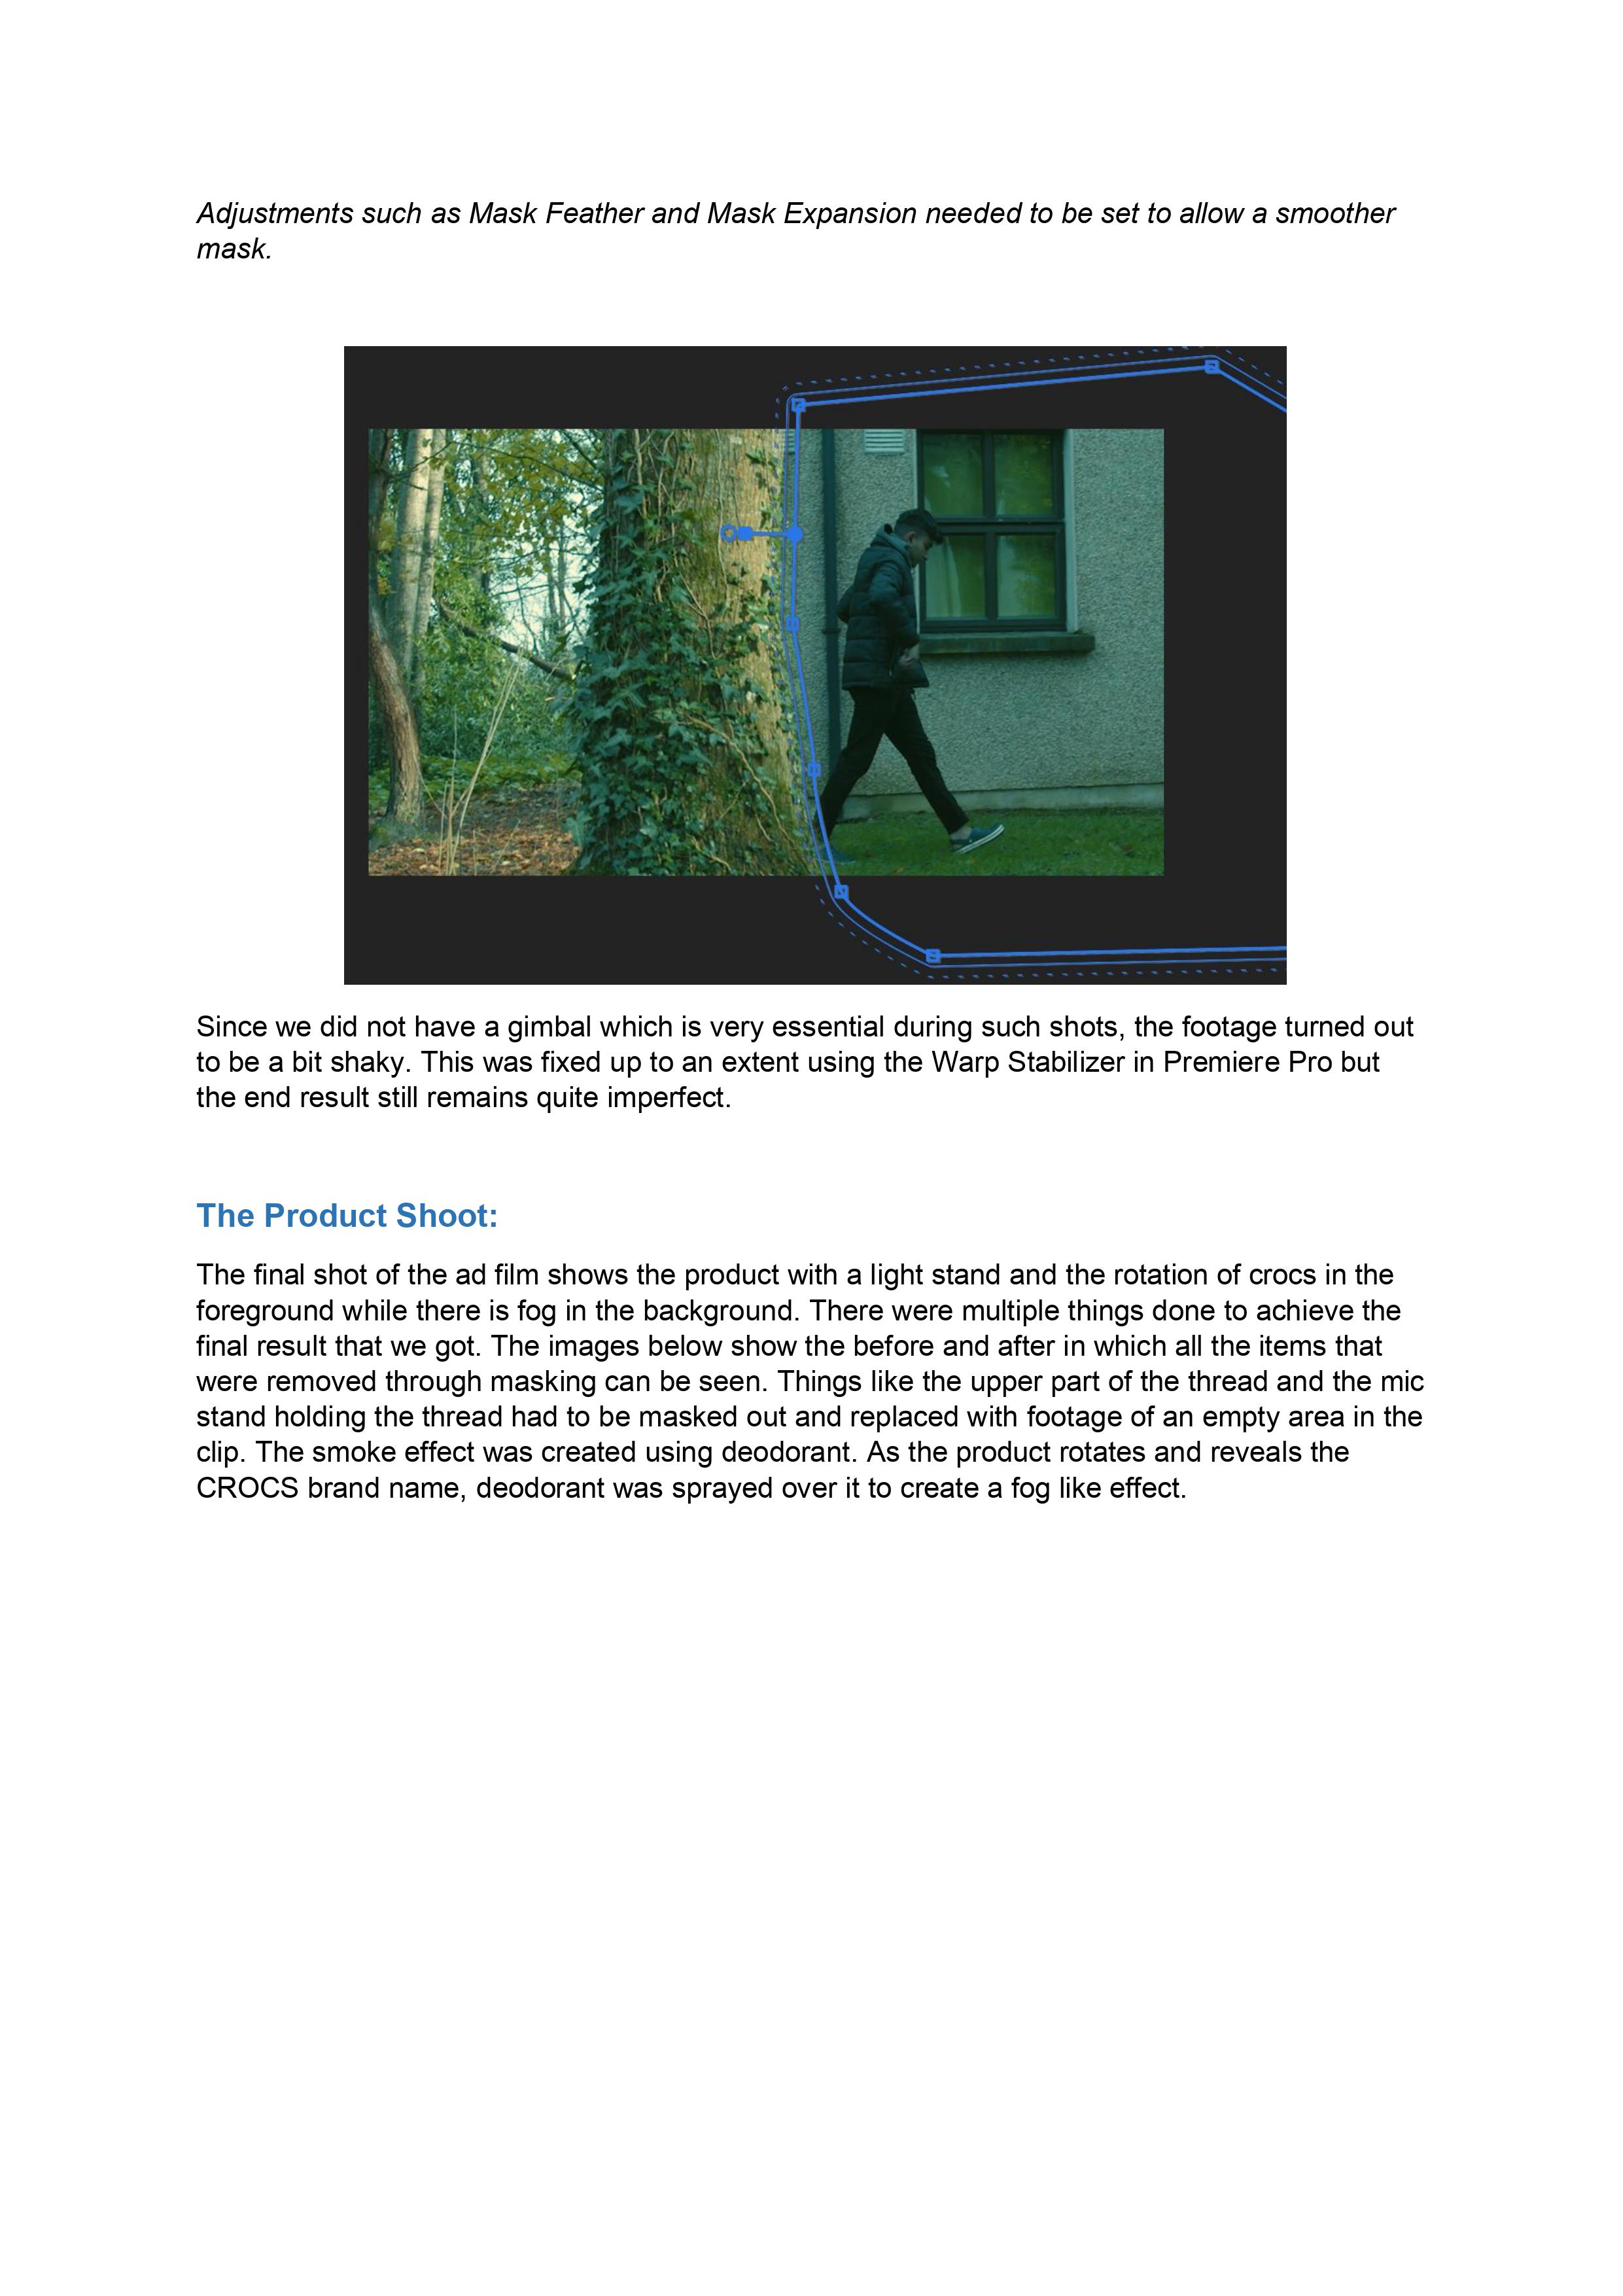 Adjustments such as Mask Feather and Mask Expansion needed to be set to allow a smoother
mask.
Since we did not have a gimbal which is very essential during such shots, the footage turned out
to be a bit shaky. This was fixed up to an extent using the Warp Stabilizer in Premiere Pro but
the end result still remains quite imperfect.
The Product Shoot:
The final shot of the ad film shows the product with a light stand and the rotation of crocs in the
foreground while there is fog in the background. There were multiple things done to achieve the
final result that we got. The images below show the before and after in which all the items that
were removed through masking can be seen. Things like the upper part of the thread and the mic
stand holding the thread had to be masked out and replaced with footage of an empty area in the
clip. The smoke effect was created using deodorant. As the product rotates and reveals the
CROCS brand name, deodorant was sprayed over it to create a fog like effect.